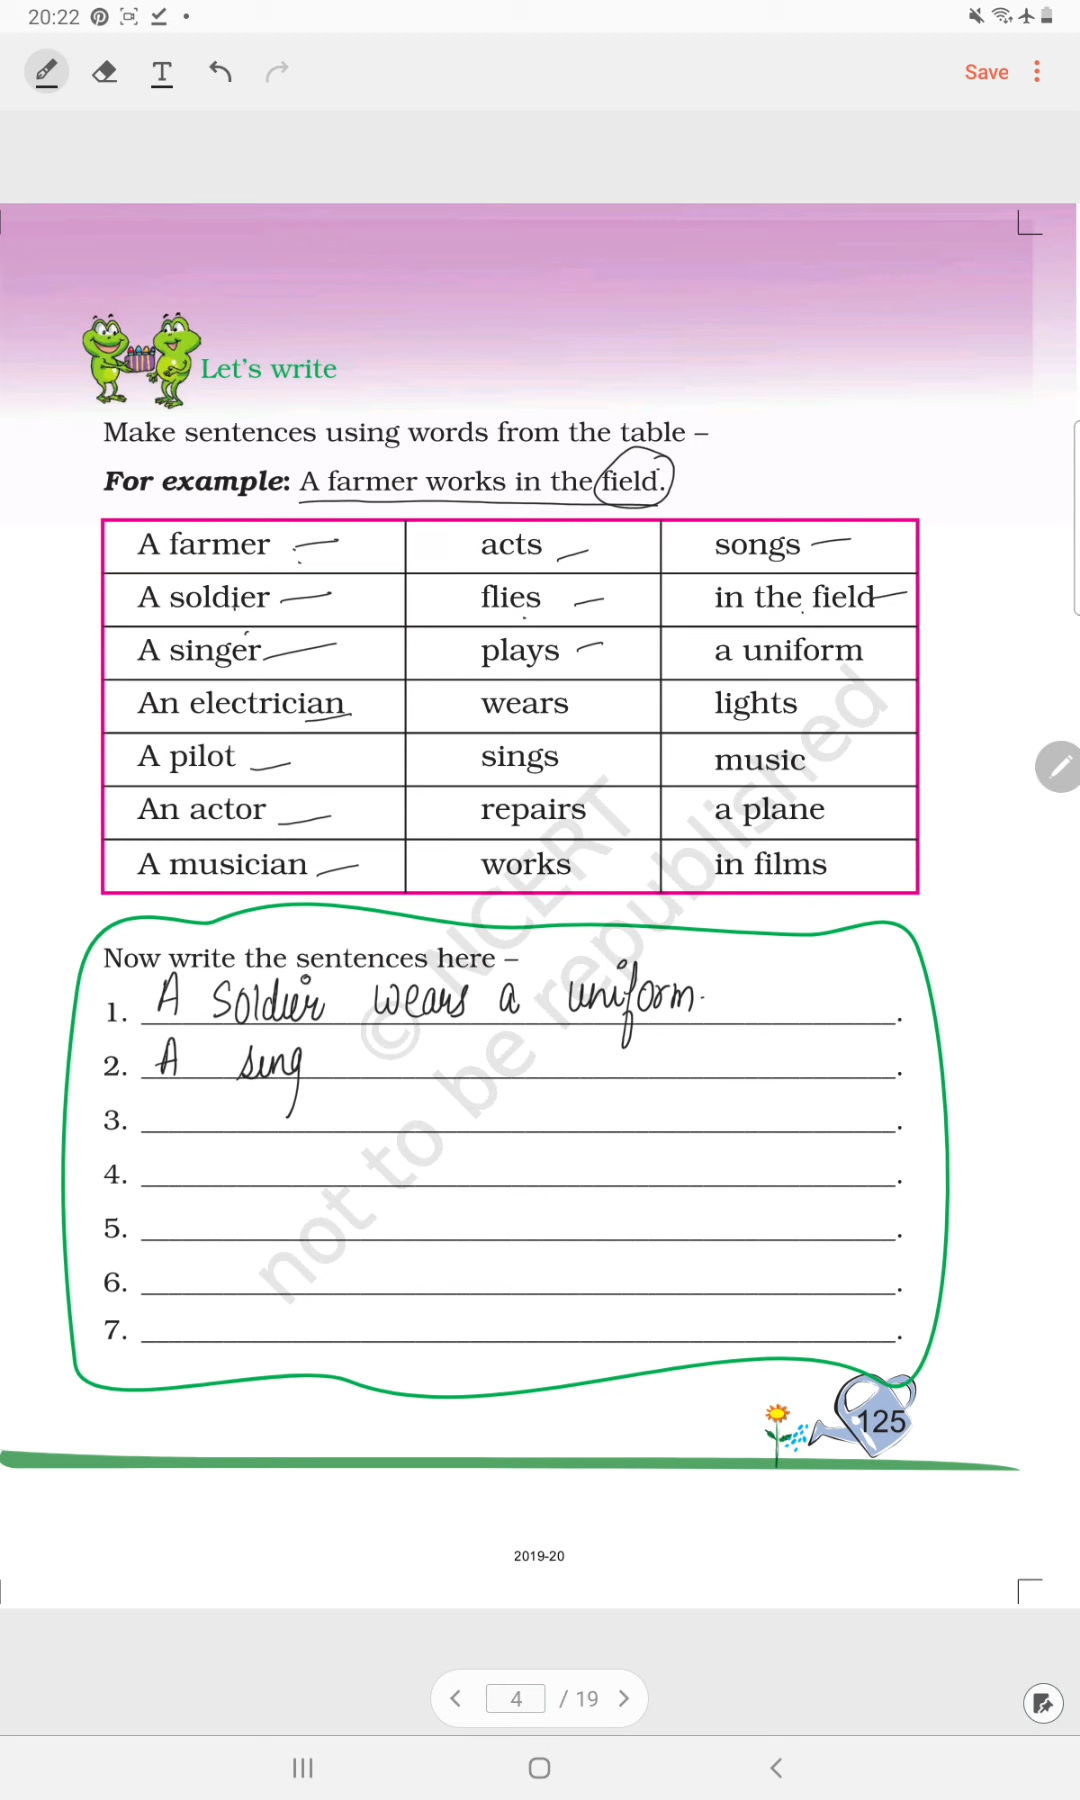 20:22
Save
Let's write
Make sentences using words from the table –
For example: A farmer works in the field.
A farmer acts songs
A soldier flies in the field
A singer plays a uniform
An electrician wears lights
A pilot sings music
An actor repairs a plane
A musician works in films
Now write the sentences here –
1. A Soldier wears a uniform.
2. A sing .
3. .
4. .
5. .
6. .
7. .
© NCERT
not to be republished
125
2019-20
4 / 19